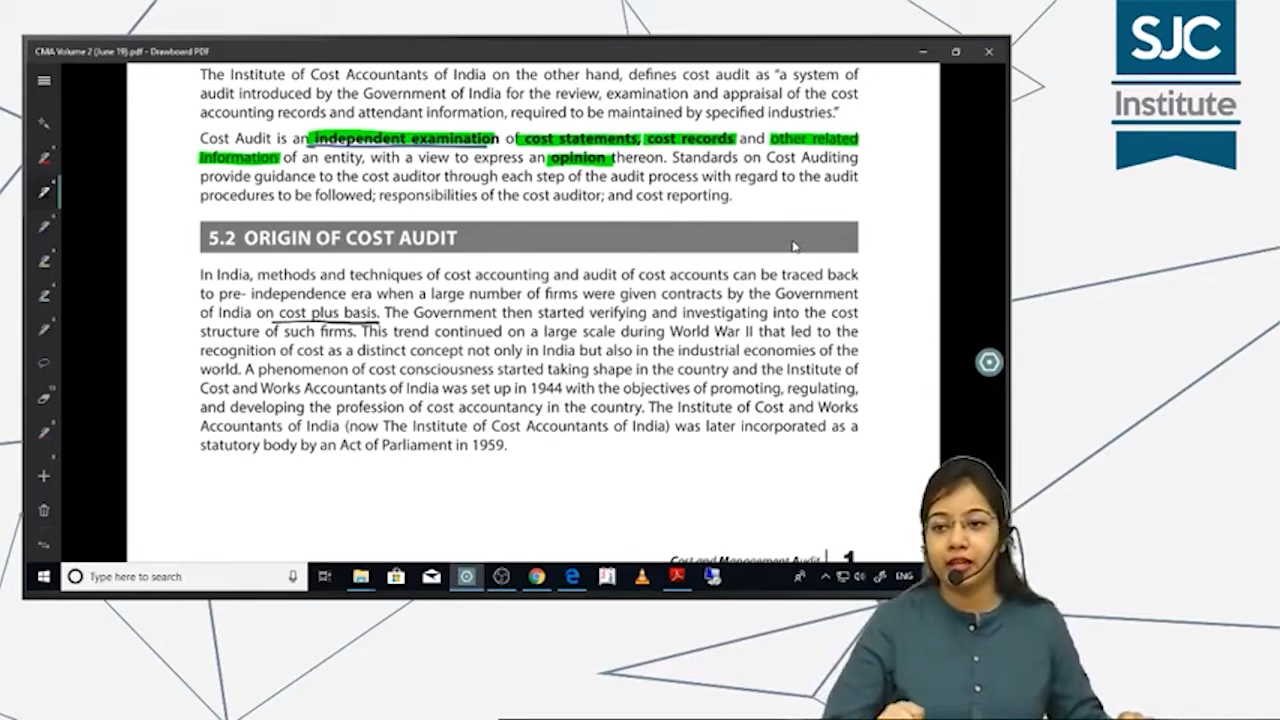 SJC
Institute
CMA Volume 2 (June 19).pdf - Drawboard PDF
The Institute of Cost Accountants of India on the other hand, defines cost audit as “a system of
audit introduced by the Government of India for the review, examination and appraisal of the cost
accounting records and attendant information, required to be maintained by specified industries.”
Cost Audit is an independent examination of cost statements, cost records and other related
information of an entity, with a view to express an opinion thereon. Standards on Cost Auditing
provide guidance to the cost auditor through each step of the audit process with regard to the audit
procedures to be followed; responsibilities of the cost auditor; and cost reporting.
5.2 ORIGIN OF COST AUDIT
In India, methods and techniques of cost accounting and audit of cost accounts can be traced back
to pre- independence era when a large number of firms were given contracts by the Government
of India on cost plus basis. The Government then started verifying and investigating into the cost
structure of such firms. This trend continued on a large scale during World War II that led to the
recognition of cost as a distinct concept not only in India but also in the industrial economies of the
world. A phenomenon of cost consciousness started taking shape in the country and the Institute of
Cost and Works Accountants of India was set up in 1944 with the objectives of promoting, regulating,
and developing the profession of cost accountancy in the country. The Institute of Cost and Works
Accountants of India (now The Institute of Cost Accountants of India) was later incorporated as a
statutory body by an Act of Parliament in 1959.
Cost and Management Audit 1
Type here to search
ENG